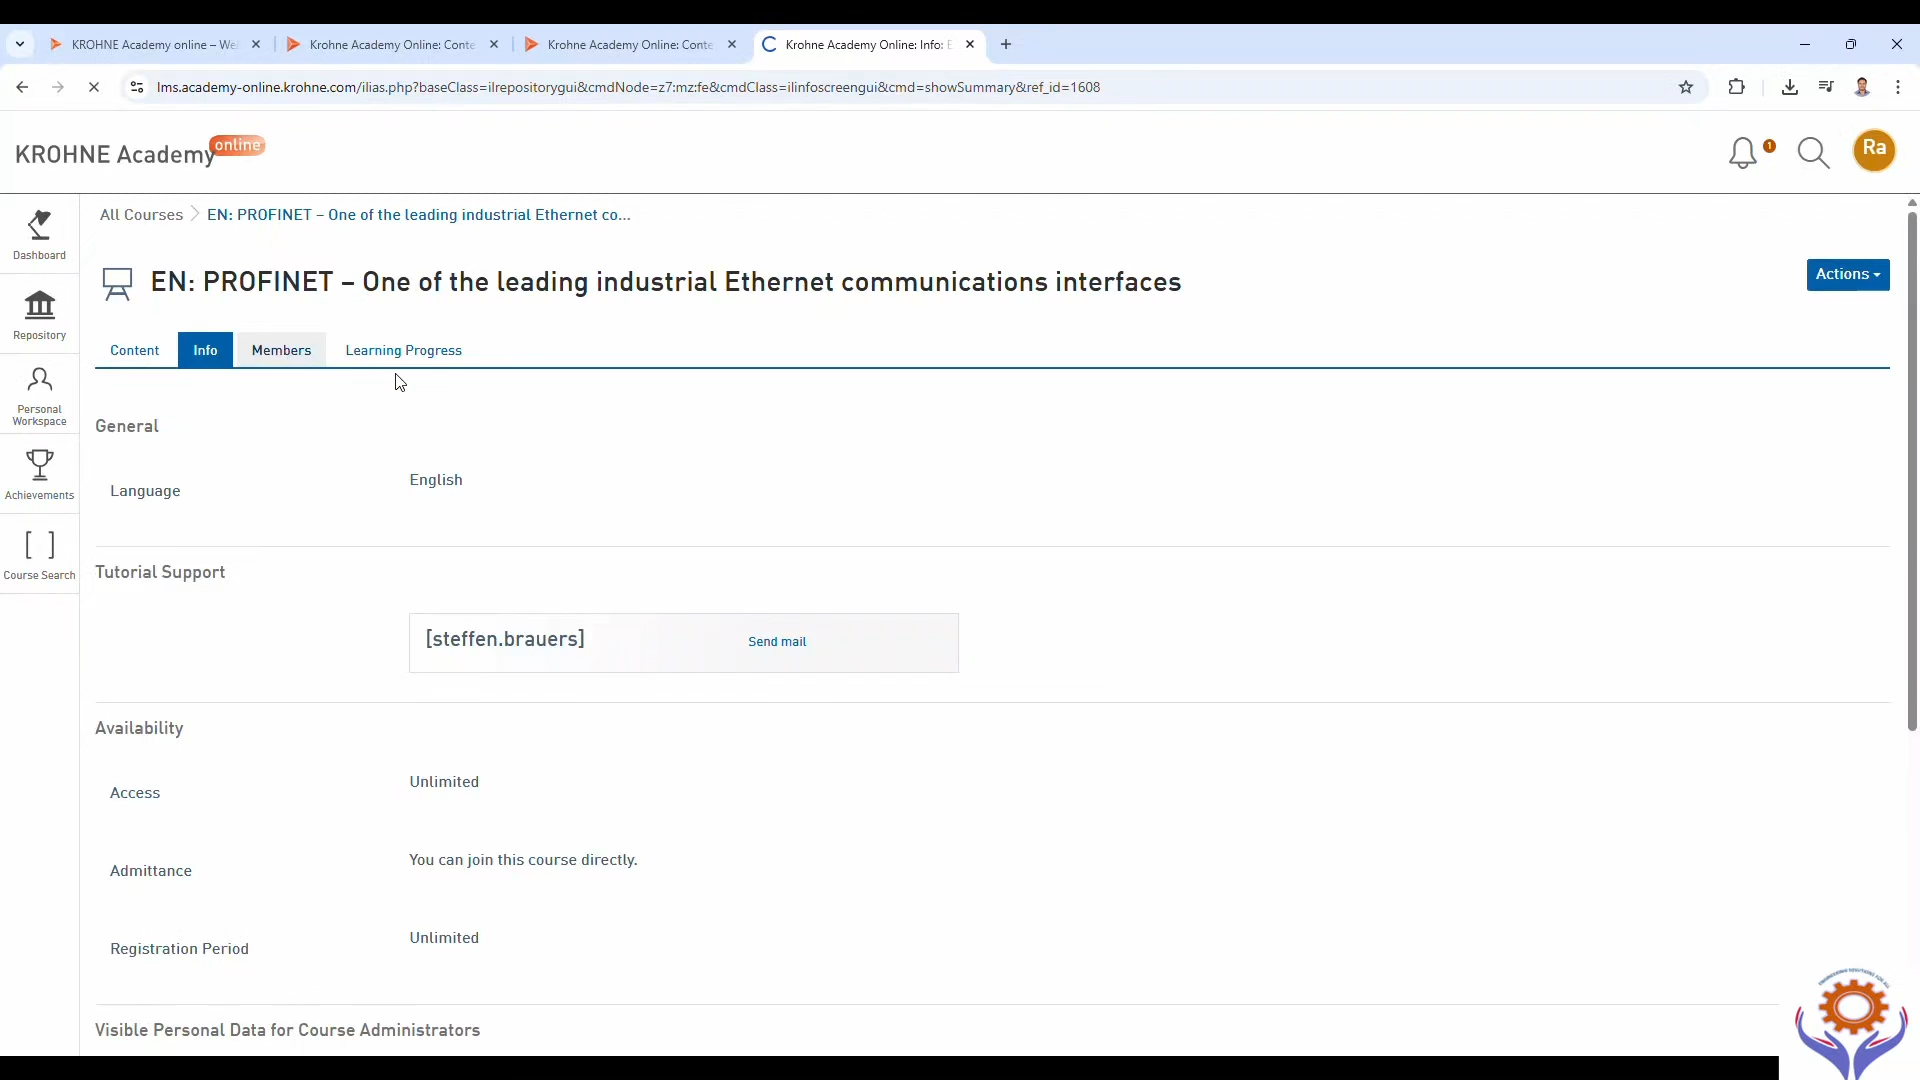 KROHNE Academy online – We
Krohne Academy Online: Conte
Krohne Academy Online: Conte
Krohne Academy Online: Info: E
lms.academy-online.krohne.com/ilias.php?baseClass=ilrepositorygui&cmdNode=z7:mz:fe&cmdClass=ilinfoscreengui&cmd=showSummary&ref_id=1608
KROHNE Academy online
1
Ra
All Courses
EN: PROFINET – One of the leading industrial Ethernet co...
Dashboard
EN: PROFINET – One of the leading industrial Ethernet communications interfaces
Actions
Repository
Content
Info
Members
Learning Progress
Personal
Workspace
General
Language
English
Achievements
Course Search
Tutorial Support
[steffen.brauers]
Send mail
Availability
Access
Unlimited
Admittance
You can join this course directly.
Registration Period
Unlimited
Visible Personal Data for Course Administrators